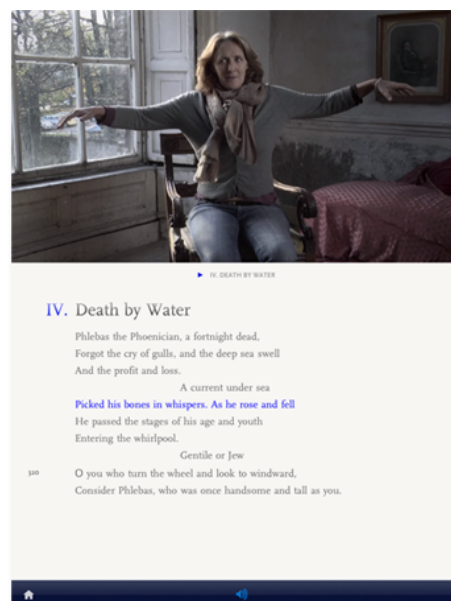 IV. DEATH BY WATER
IV. Death by Water
Phlebas the Phoenician, a fortnight dead,
Forgot the cry of gulls, and the deep sea swell
And the profit and loss.
A current under sea
Picked his bones in whispers. As he rose and fell
He passed the stages of his age and youth
Entering the whirlpool.
Gentile or Jew
320 O you who turn the wheel and look to windward,
Consider Phlebas, who was once handsome and tall as you.